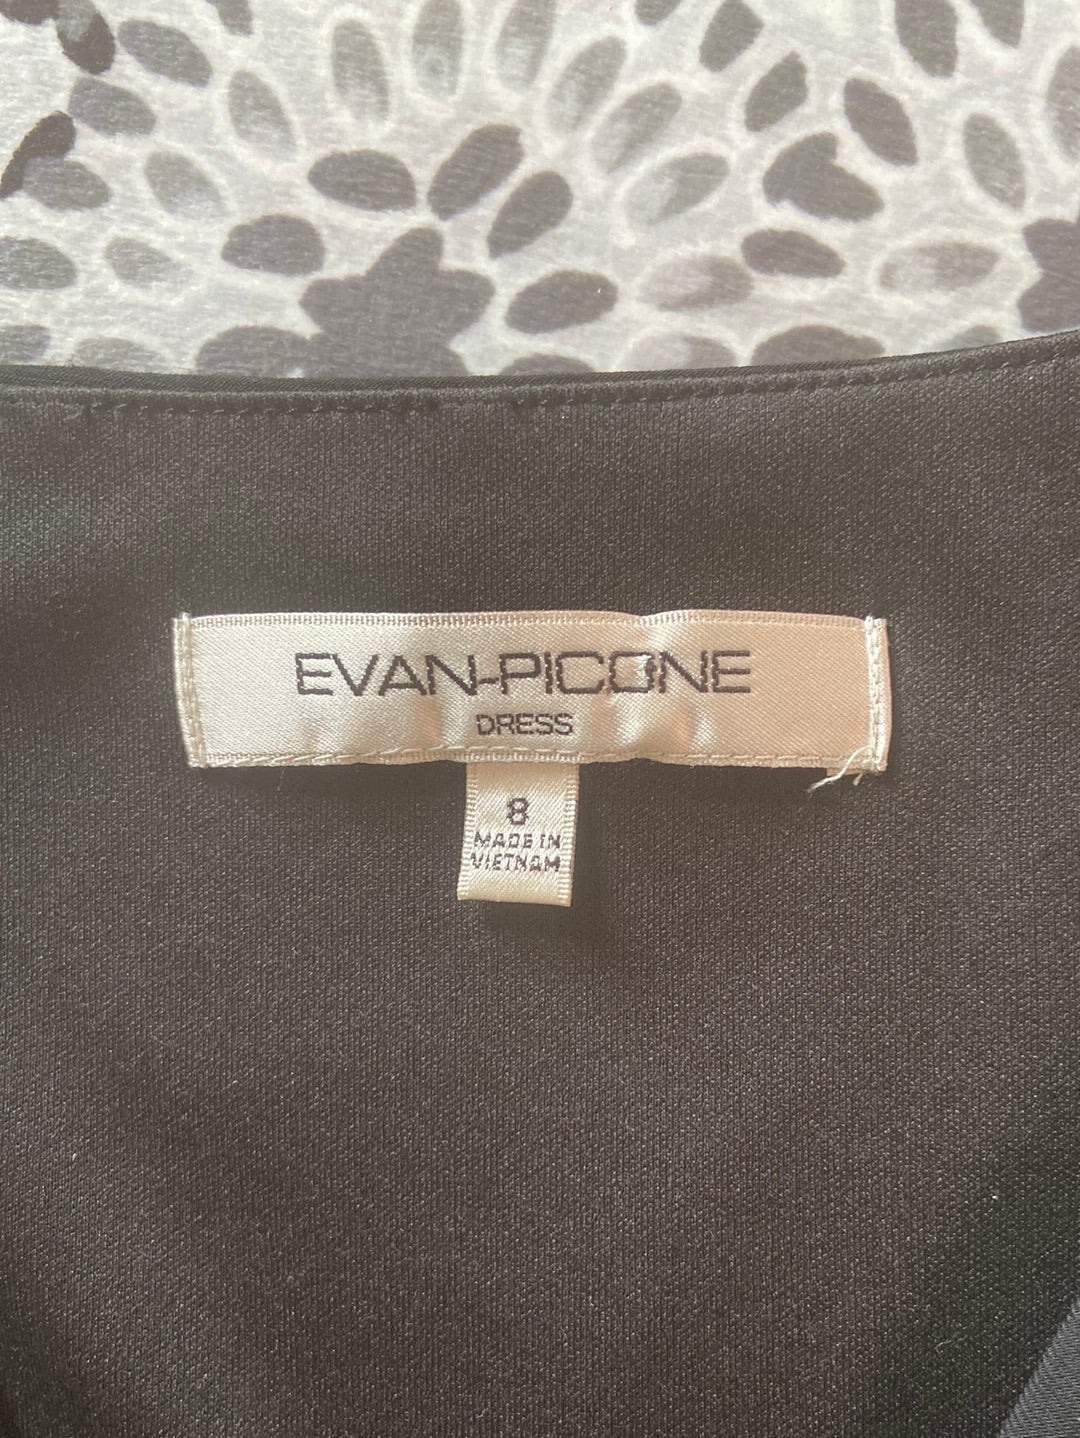 EVAN-PICONE
DRESS
8
MADE IN
VIETNAM